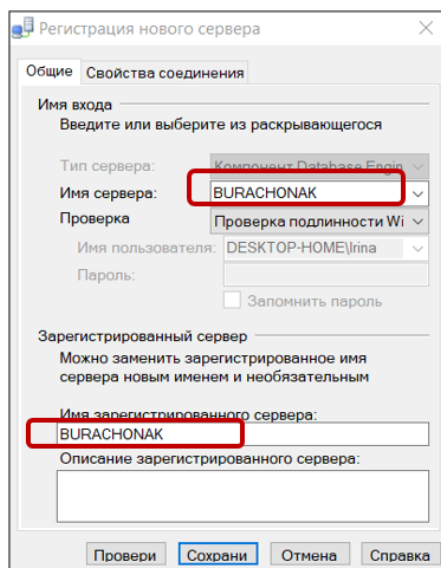 Регистрация нового сервера
Общие Свойства соединения
Имя входа
Введите или выберите из раскрывающегося
Тип сервера: Компонент Database Engin
Имя сервера: BURACHONAK
Проверка Проверка подлинности Wi
Имя пользователя: DESKTOP-HOME\Irina
Пароль:
Запомнить пароль
Зарегистрированный сервер
Можно заменить зарегистрированное имя
сервера новым именем и необязательным
Имя зарегистрированного сервера:
BURACHONAK
Описание зарегистрированного сервера:
Провери Сохрани Отмена Справка